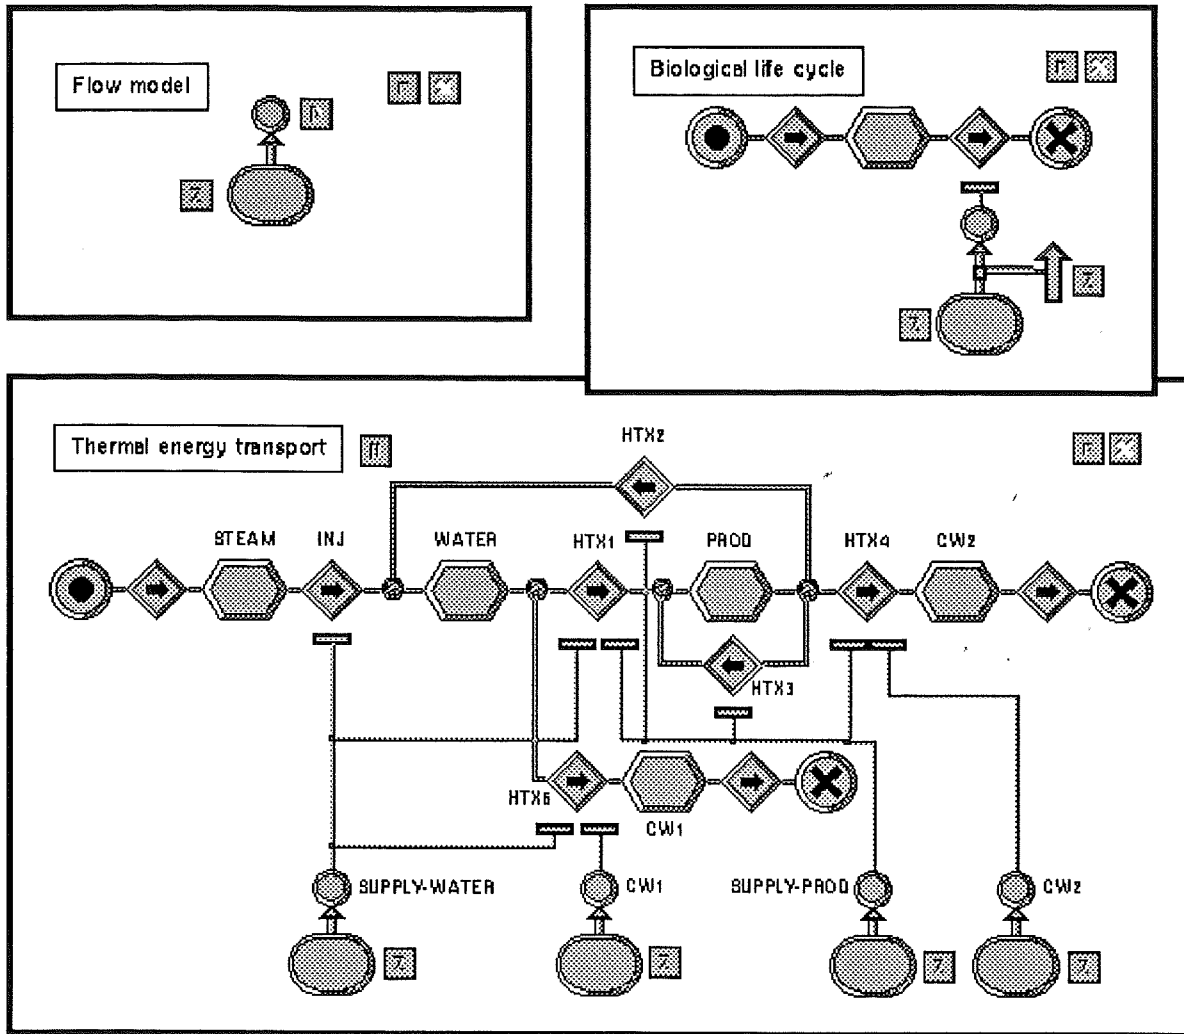 Flow model
Biological life cycle
Thermal energy transport
HTX2
STEAM
INJ
WATER
HTX1
PROD
HTX4
CW2
HTX3
HTX5
CW1
SUPPLY-WATER
CW1
SUPPLY-PROD
CW2